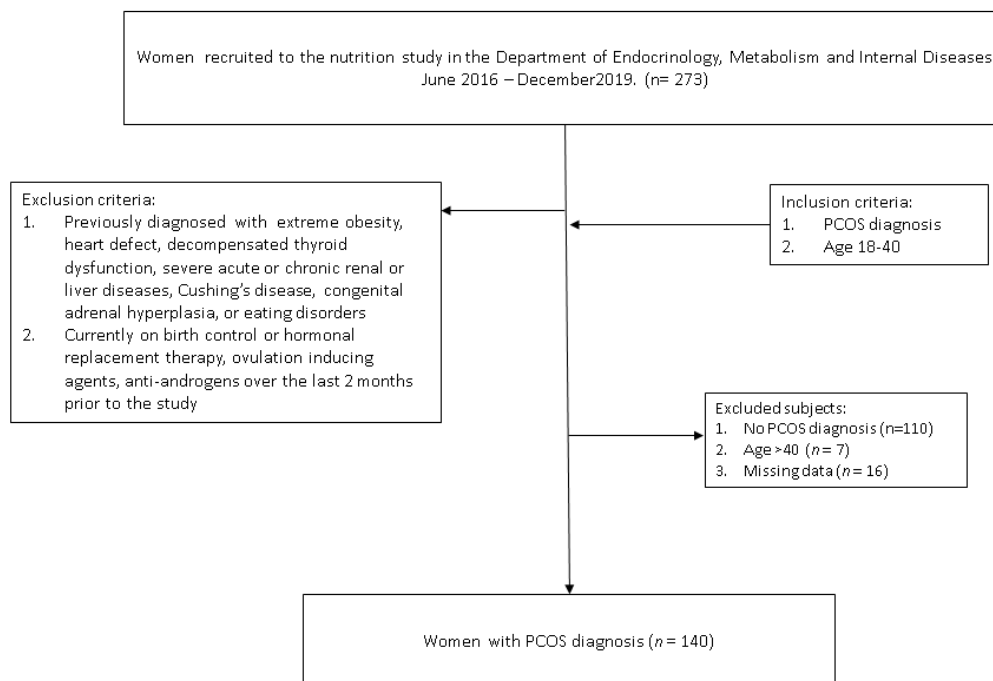 Women recruited to the nutrition study in the Department of Endocrinology, Metabolism and Internal Diseases
June 2016 – December2019. (n= 273)
Exclusion criteria:
1. Previously diagnosed with extreme obesity,
heart defect, decompensated thyroid
dysfunction, severe acute or chronic renal or
liver diseases, Cushing’s disease, congenital
adrenal hyperplasia, or eating disorders
2. Currently on birth control or hormonal
replacement therapy, ovulation inducing
agents, anti-androgens over the last 2 months
prior to the study
Inclusion criteria:
1. PCOS diagnosis
2. Age 18-40
Excluded subjects:
1. No PCOS diagnosis (n=110)
2. Age >40 (n= 7)
3. Missing data (n= 16)
Women with PCOS diagnosis (n = 140)